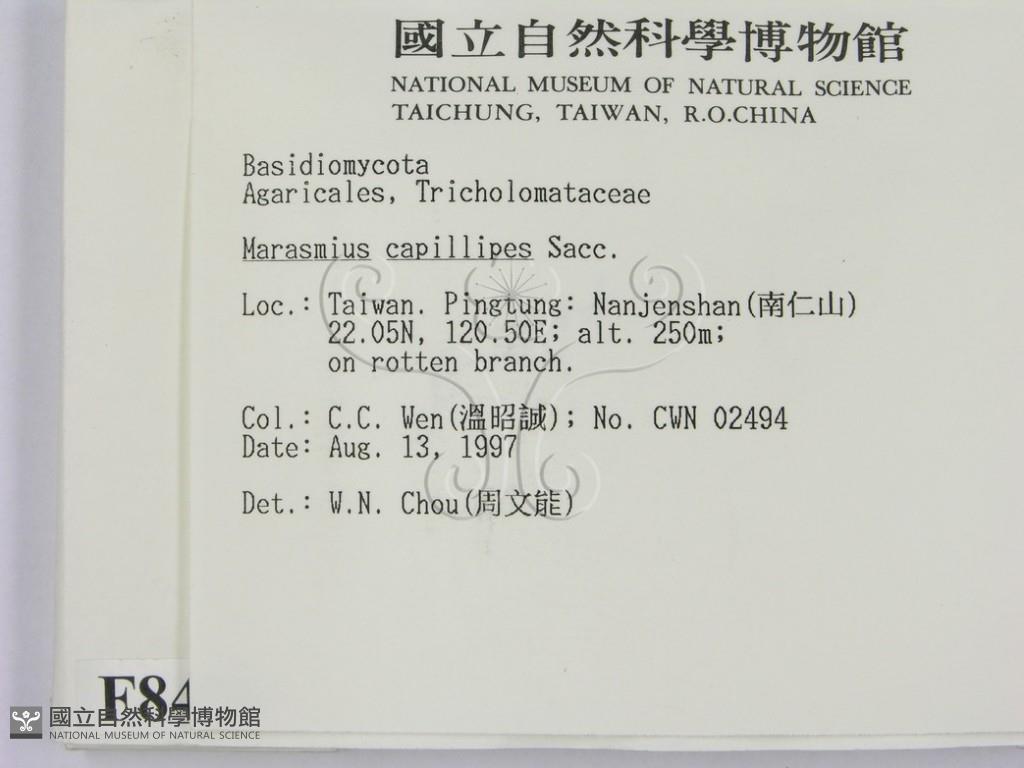 國立自然科學博物館
NATIONAL MUSEUM OF NATURAL SCIENCE
TAICHUNG, TAIWAN, R.O.CHINA
Basidiomycota
Agaricales, Tricholomataceae
Marasmius capillipes Sacc.
Loc.: Taiwan. Pingtung: Nanjenshan(南仁山)
22.05N, 120.50E; alt. 250m;
on rotten branch.
Col.: C.C. Wen(溫昭誠); No. CWN 02494
Date: Aug. 13, 1997
Det.: W.N. Chou(周文能)
F84
國立自然科學博物館
NATIONAL MUSEUM OF NATURAL SCIENCE